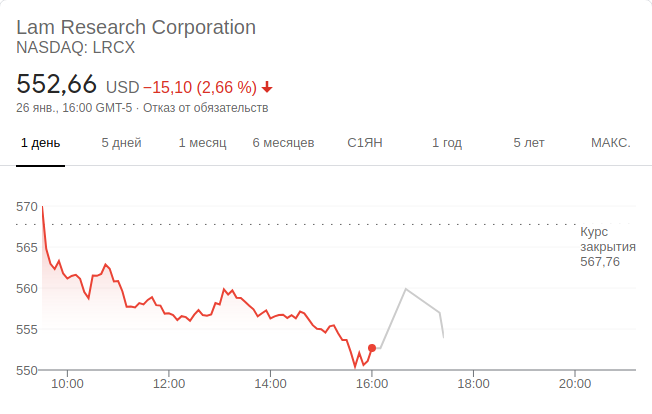 Lam Research Corporation
NASDAQ: LRCX
552,66 USD −15,10 (2,66 %)
26 янв., 16:00 GMT-5 · Отказ от обязательств
1 день 5 дней 1 месяц 6 месяцев С1ЯН 1 год 5 лет МАКС.
570
Курс
закрытия
567,76
565
560
555
550
10:00 12:00 14:00 16:00 18:00 20:00